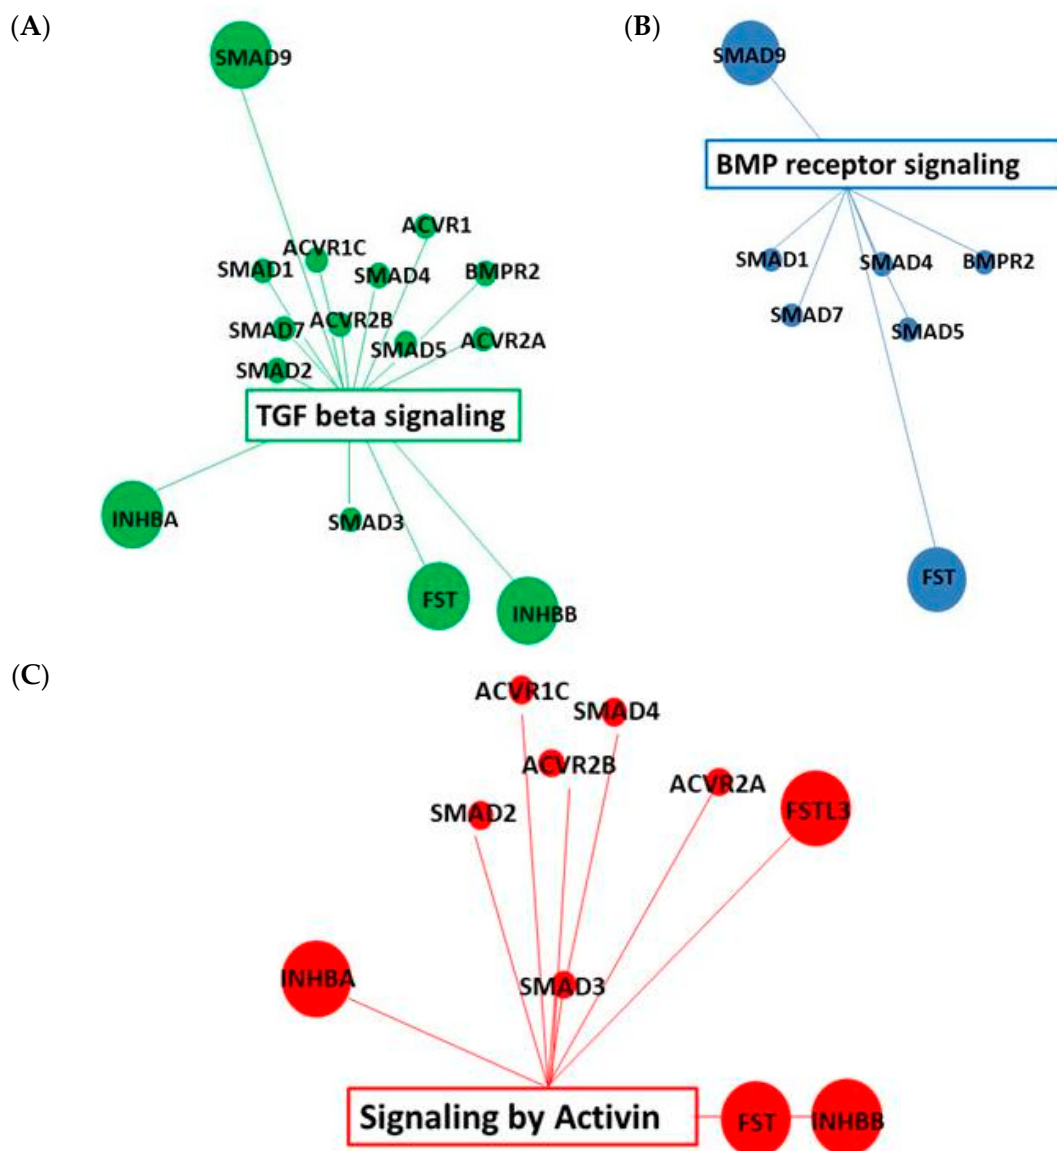 (A)
SMAD9
ACVR1
ACVR1C
SMAD1
SMAD4
BMPR2
SMAD7
ACVR2B
SMAD5
ACVR2A
SMAD2
TGF beta signaling
INHBA
SMAD3
FST
INHBB
(B)
SMAD9
BMP receptor signaling
SMAD1
SMAD4
BMPR2
SMAD7
SMAD5
FST
(C)
ACVR1C
SMAD4
ACVR2B
ACVR2A
SMAD2
FSTL3
INHBA
SMAD3
Signaling by Activin
FST
INHBB